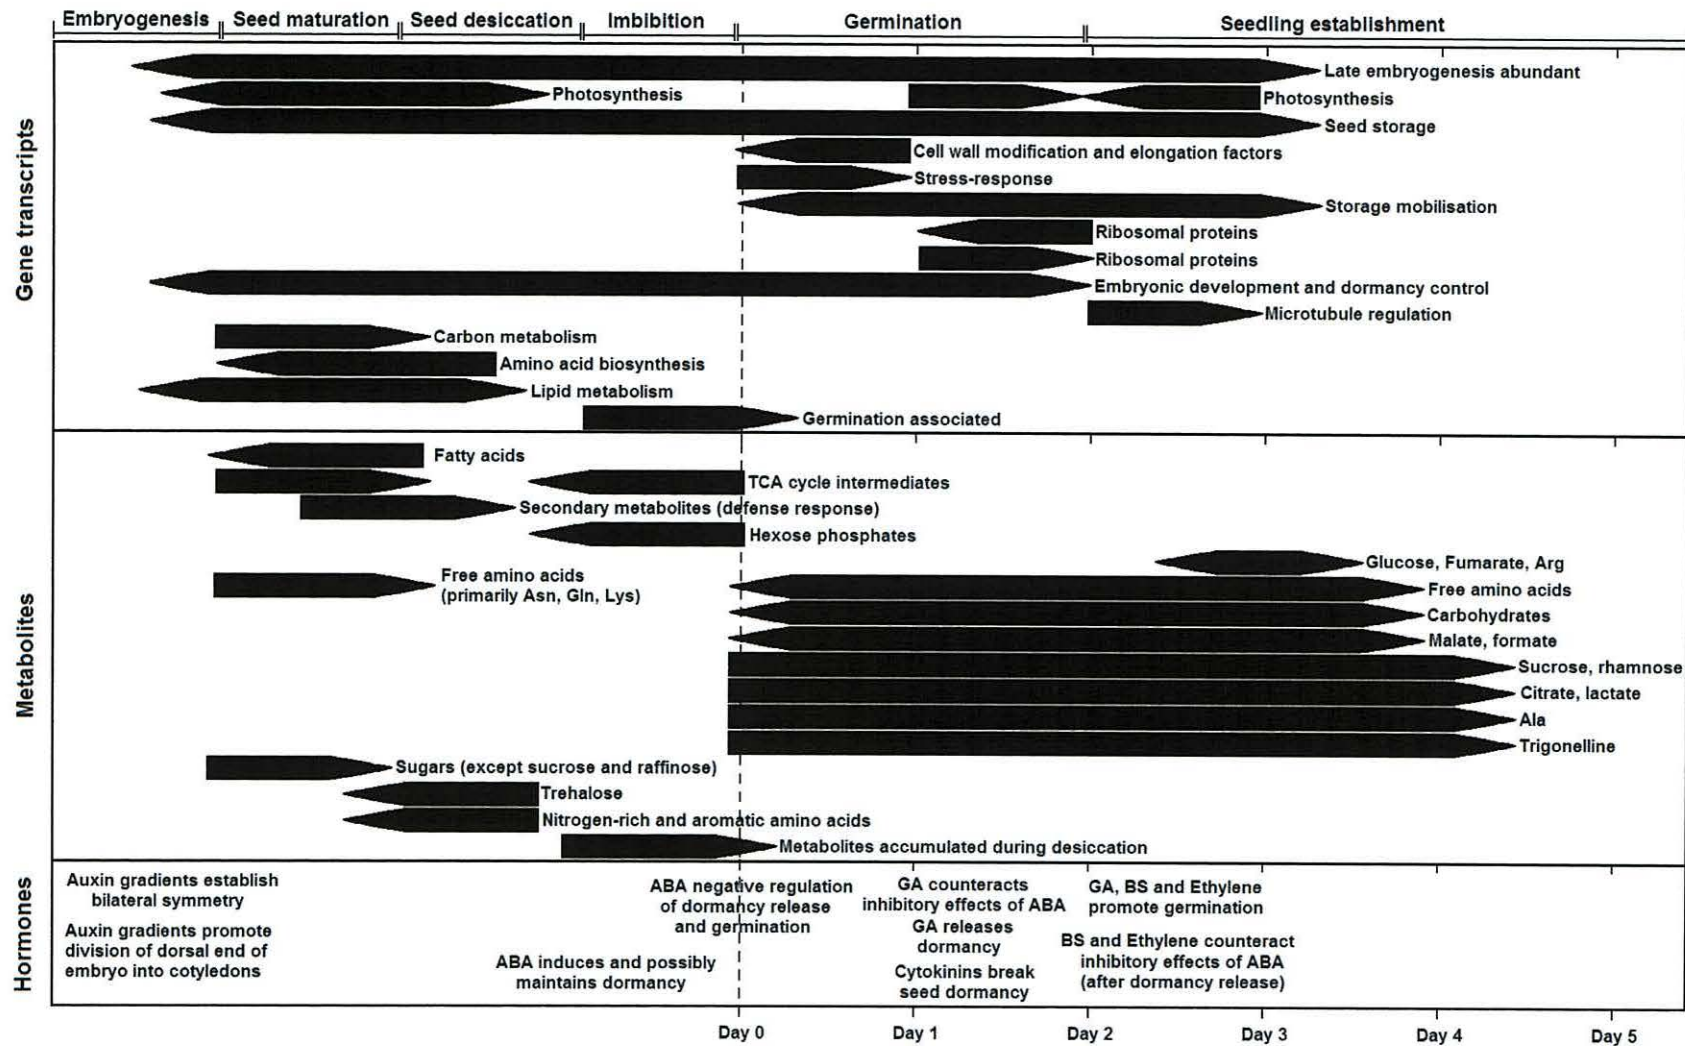 Embryogenesis
Seed maturation
Seed desiccation
Imbibition
Germination
Seedling establishment
Gene transcripts
Late embryogenesis abundant
Photosynthesis
Photosynthesis
Seed storage
Cell wall modification and elongation factors
Stress-response
Storage mobilisation
Ribosomal proteins
Ribosomal proteins
Embryonic development and dormancy control
Microtubule regulation
Carbon metabolism
Amino acid biosynthesis
Lipid metabolism
Germination associated
Metabolites
Fatty acids
TCA cycle intermediates
Secondary metabolites (defense response)
Hexose phosphates
Glucose, Fumarate, Arg
Free amino acids
(primarily Asn, Gln, Lys)
Free amino acids
Carbohydrates
Malate, formate
Sucrose, rhamnose
Citrate, lactate
Ala
Trigonelline
Sugars (except sucrose and raffinose)
Trehalose
Nitrogen-rich and aromatic amino acids
Metabolites accumulated during desiccation
Hormones
Auxin gradients establish
bilateral symmetry
Auxin gradients promote
division of dorsal end of
embryo into cotyledons
ABA negative regulation
of dormancy release
and germination
ABA induces and possibly
maintains dormancy
GA counteracts
inhibitory effects of ABA
GA releases
dormancy
Cytokinins break
seed dormancy
GA, BS and Ethylene
promote germination
BS and Ethylene counteract
inhibitory effects of ABA
(after dormancy release)
Day 0
Day 1
Day 2
Day 3
Day 4
Day 5